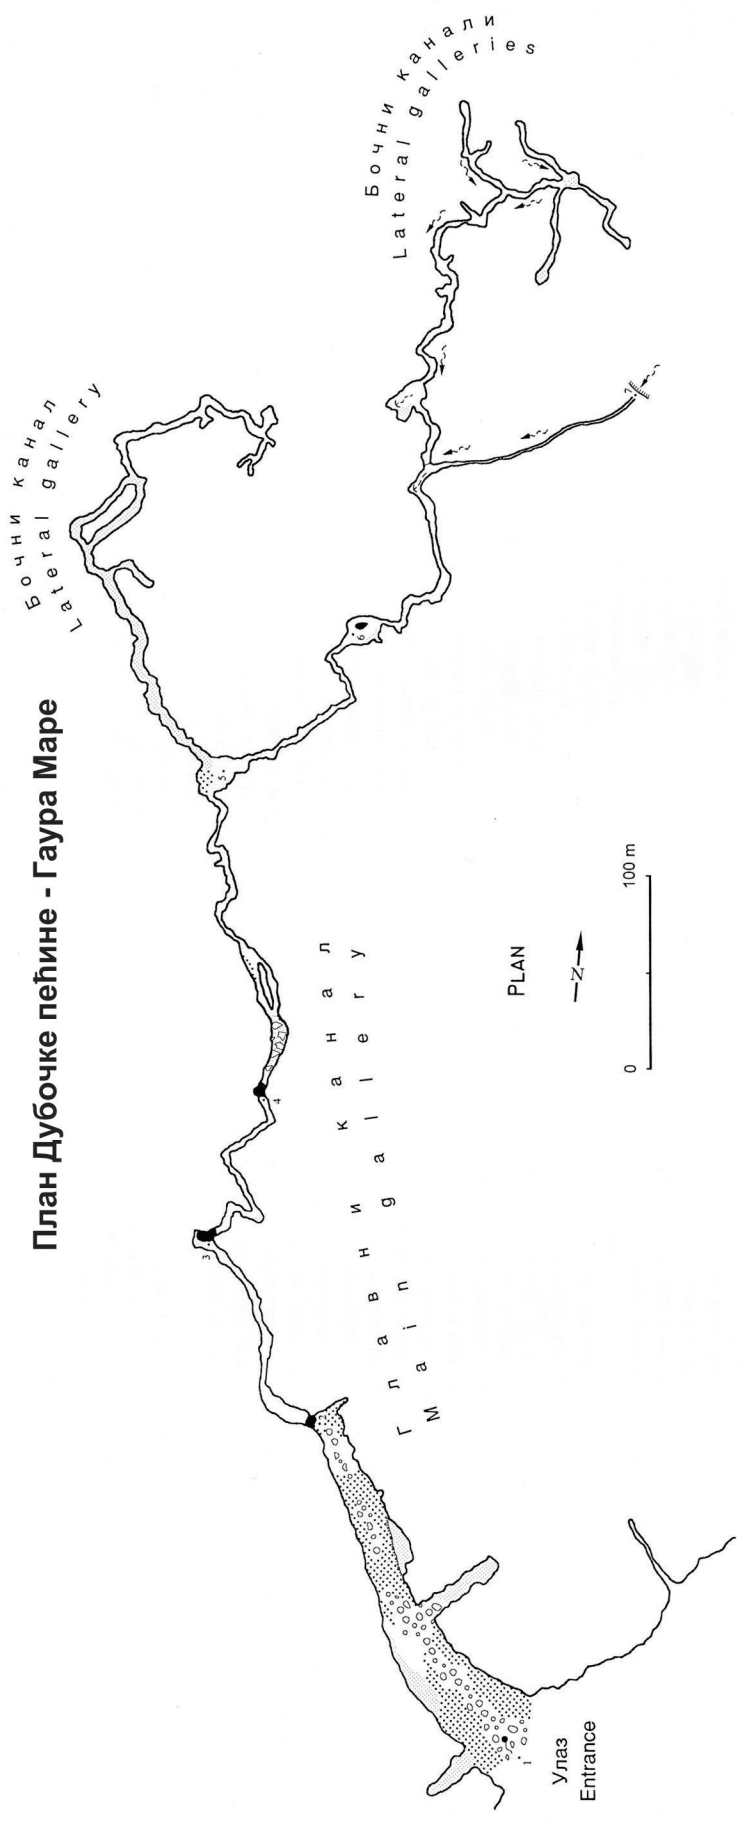 План Дубочке пећине - Гаура Маре
Бочни канали
Lateral galleries
Бочни канал
Lateral gallery
Главни канал
Main gallery
PLAN
N
0 100 m
Улаз
Entrance
1
3
4
5
6
7